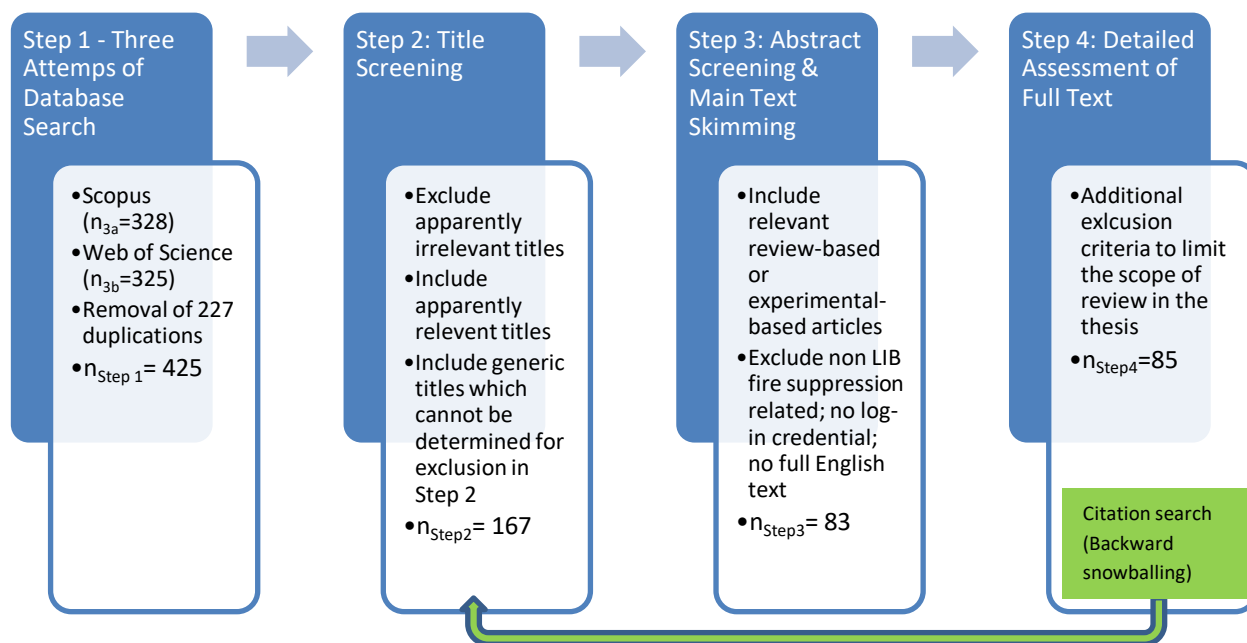 Step 1 - Three
Attemps of
Database
Search
•Scopus
(n3a=328)
•Web of Science
(n3b=325)
•Removal of 227
duplications
•nStep 1= 425
Step 2: Title
Screening
•Exclude
apparently
irrelevant titles
•Include
apparently
relevent titles
•Include generic
titles which
cannot be
determined for
exclusion in
Step 2
•nStep2= 167
Step 3: Abstract
Screening &
Main Text
Skimming
•Include
relevant
review-based
or
experimental-
based articles
•Exclude non LIB
fire suppression
related; no log-
in credential;
no full English
text
•nStep3= 83
Step 4: Detailed
Assessment of
Full Text
•Additional
exlcusion
criteria to limit
the scope of
review in the
thesis
•nStep4=85
Citation search
(Backward
snowballing)